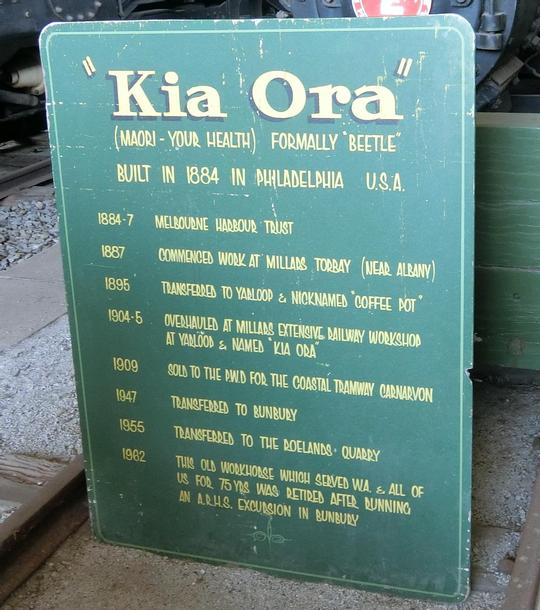 2
"Kia Ora"
(MAORI - YOUR HEALTH) FORMALLY "BEETLE"
BUILT IN 1884 IN PHILADELPHIA U.S.A.
1884-7 MELBOURNE HARBOUR TRUST
1887 COMMENCED WORK AT MILLARS TORBAY (NEAR ALBANY)
1895 TRANSFERRED TO YARLOOP & NICKNAMED "COFFEE POT"
1904-5 OVERHAULED AT MILLARS EXTENSIVE RAILWAY WORKSHOP
AT YARLOOP & NAMED "KIA ORA"
1909 SOLD TO THE P.W.D FOR THE COASTAL TRAMWAY CARNARVON
1947 TRANSFERRED TO BUNBURY
1955 TRANSFERRED TO THE ROELANDS QUARRY
1962 THIS OLD WORKHORSE WHICH SERVED W.A. & ALL OF
US FOR 75 YRS WAS RETIRED AFTER RUNNING
AN A.R.H.S. EXCURSION IN BUNBURY